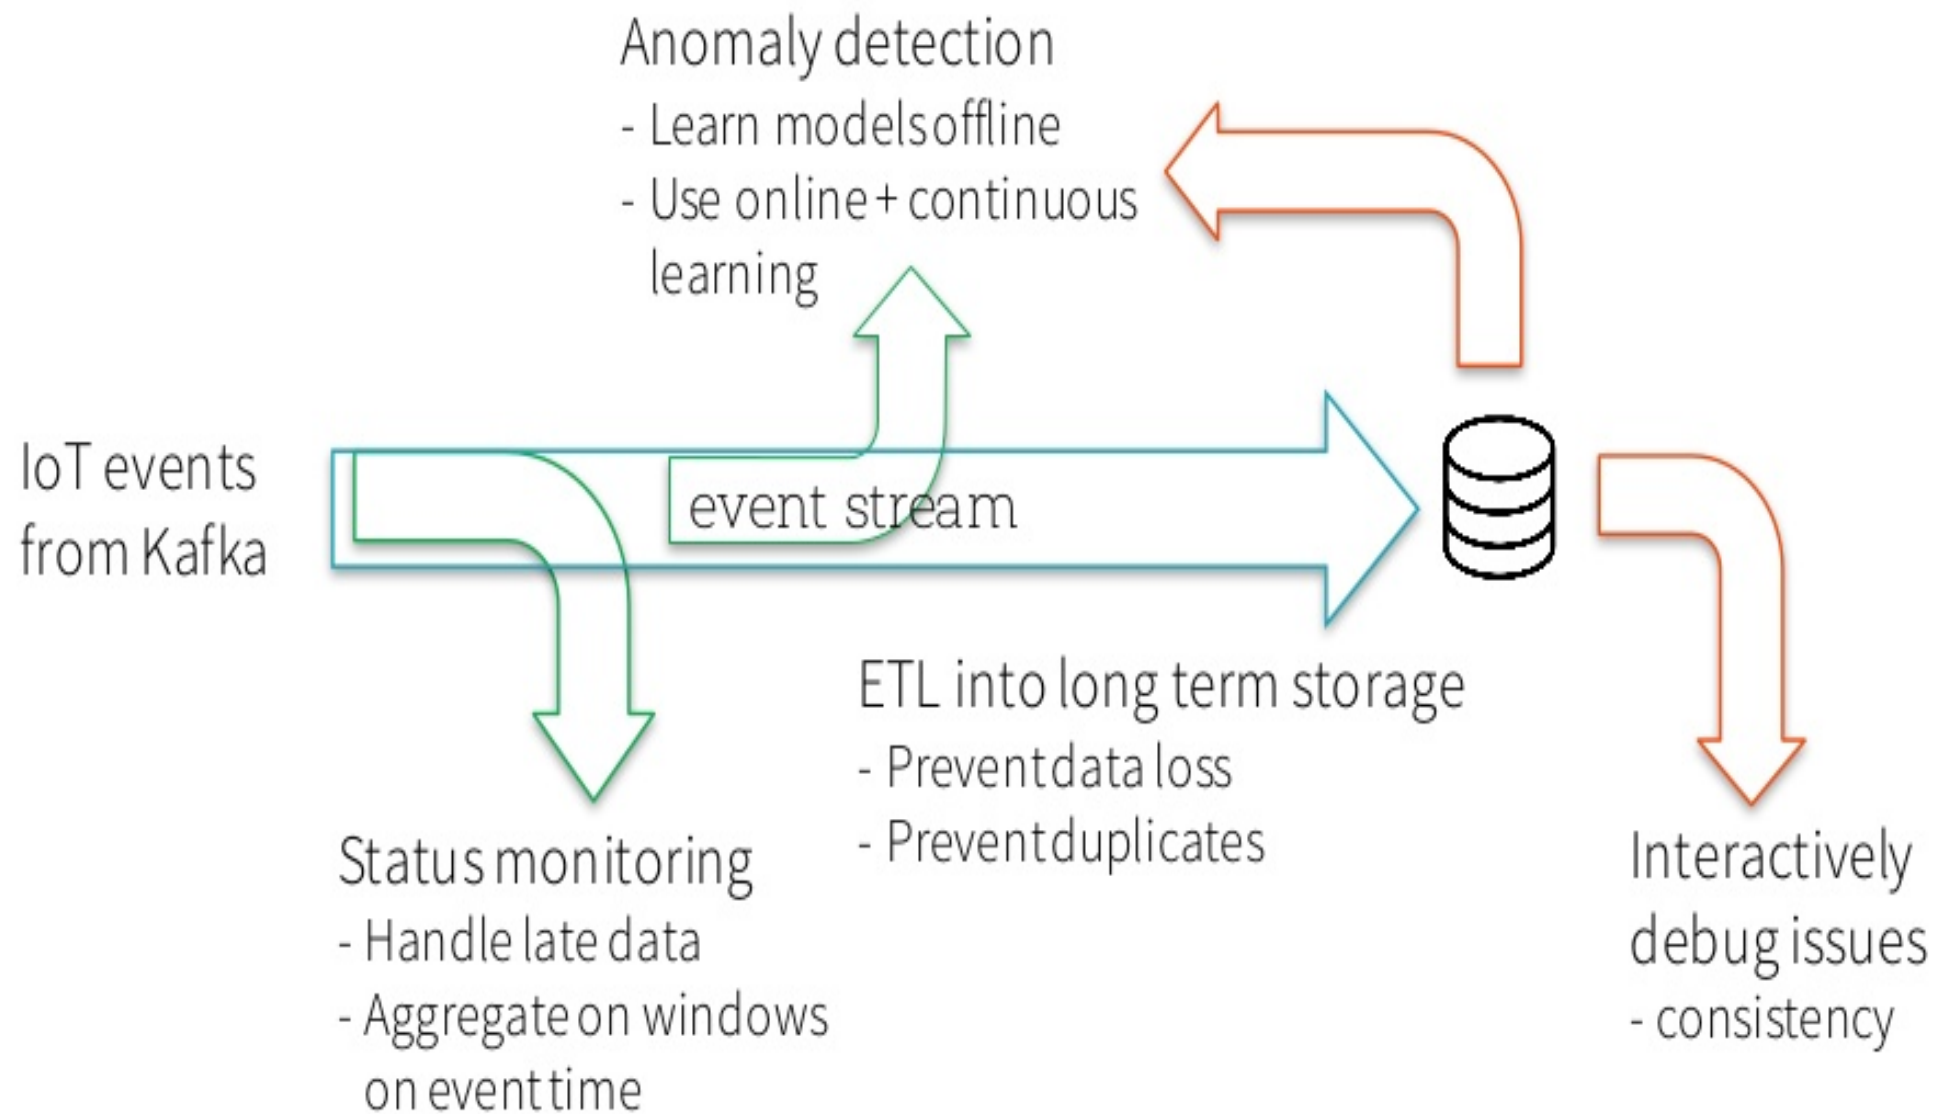 Anomaly detection
- Learn models offline
- Use online + continuous
learning
IoT events
from Kafka
event stream
ETL into long term storage
- Prevent data loss
- Prevent duplicates
Status monitoring
- Handle late data
- Aggregate on windows
on event time
Interactively
debug issues
- consistency